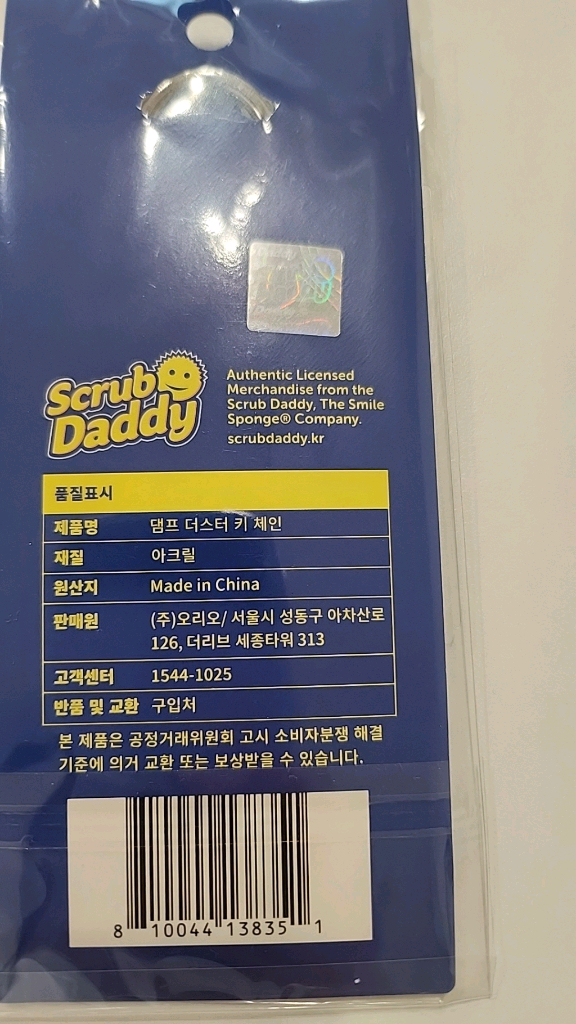 Scrub
Daddy
Authentic Licensed
Merchandise from the
Scrub Daddy, The Smile
Sponge® Company.
scrubdaddy.kr
품질표시
제품명 댐프 더스터 키 체인
재질 아크릴
원산지 Made in China
판매원 (주)오리오/ 서울시 성동구 아차산로
126, 더리브 세종타워 313
고객센터 1544-1025
반품 및 교환 구입처
본 제품은 공정거래위원회 고시 소비자분쟁 해결
기준에 의거 교환 또는 보상받을 수 있습니다.
8 10044 13835 1